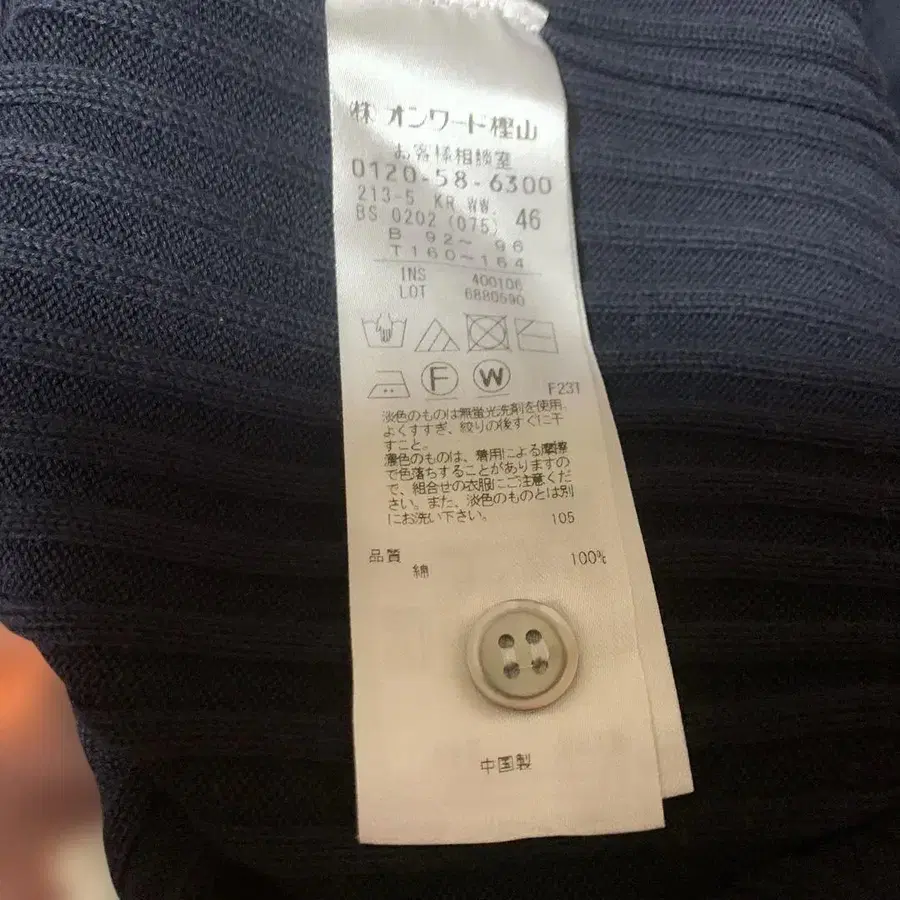 ㈱ オンワード樫山
お客様相談室
0120-58-6300
213-5 KR WW.
BS 0202 (075) 46
B 92～ 96
T160～164
INS 400106
LOT 6880590
F W F231
淡色のものは無蛍光洗剤を使用.
よくすすぎ、絞りの後すぐに干
すこと。
濃色のものは、着用による摩擦
で色落ちすることがありますの
で、組合せの衣服にご注意くだ
さい。また、淡色のものとは別
にお洗い下さい。 105
品質
綿 100%
中国製